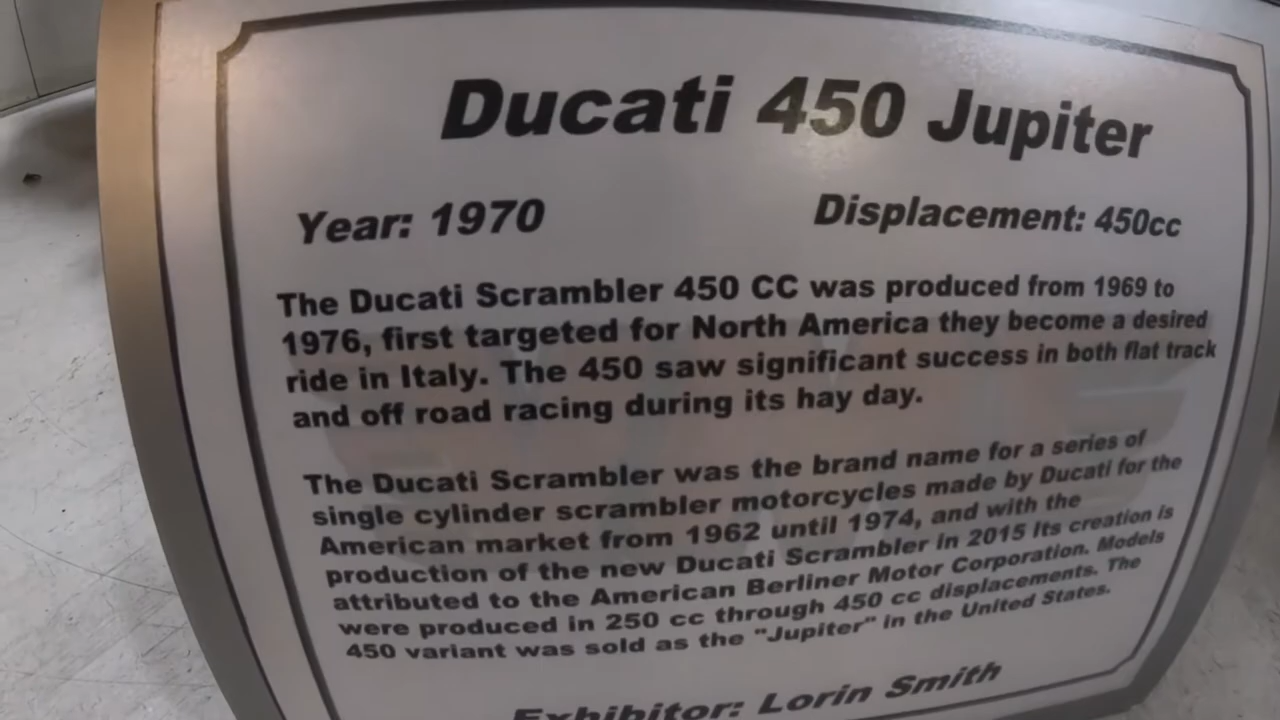 Ducati 450 Jupiter
Year: 1970 Displacement: 450cc
The Ducati Scrambler 450 CC was produced from 1969 to
1976, first targeted for North America they become a desired
ride in Italy. The 450 saw significant success in both flat track
and off road racing during its hay day.
The Ducati Scrambler was the brand name for a series of
single cylinder scrambler motorcycles made by Ducati for the
American market from 1962 until 1974, and with the
production of the new Ducati Scrambler in 2015 Its creation is
attributed to the American Berliner Motor Corporation. Models
were produced in 250 cc through 450 cc displacements. The
450 variant was sold as the "Jupiter" in the United States.
Exhibitor: Lorin Smith